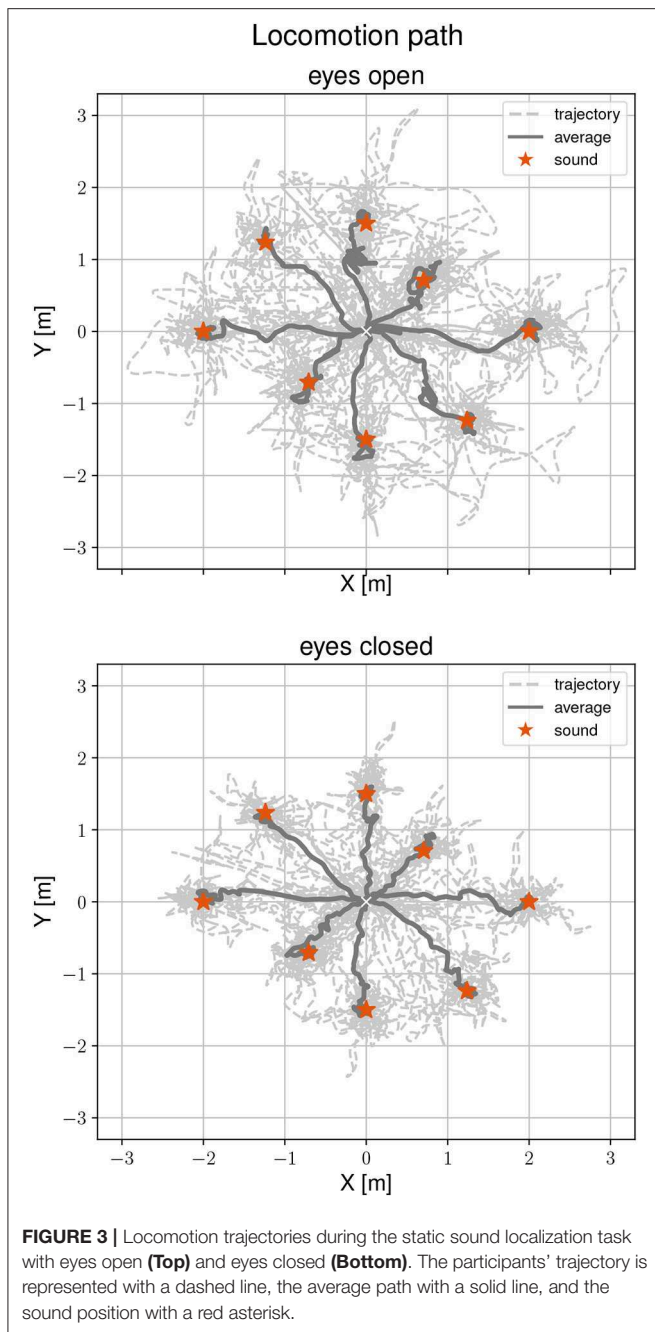 Locomotion path
eyes open
3
2
1
0
−1
−2
−3
Y [m]
trajectory
average
sound
X [m]
eyes closed
3
2
1
0
−1
−2
−3
Y [m]
trajectory
average
sound
−3 −2 −1 0 1 2 3
X [m]
FIGURE 3 | Locomotion trajectories during the static sound localization task
with eyes open (Top) and eyes closed (Bottom). The participants’ trajectory is
represented with a dashed line, the average path with a solid line, and the
sound position with a red asterisk.